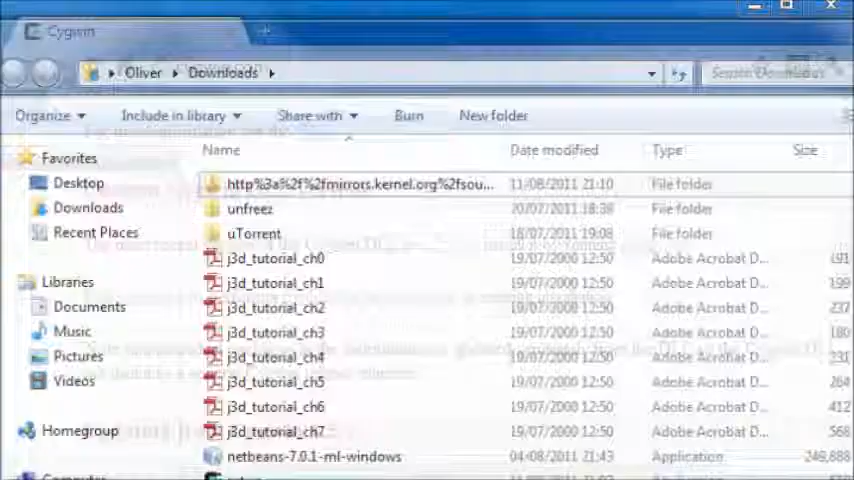 Cygwin
Oliver Downloads Search Downloads
Organize Include in library Share with Burn New folder
Name Date modified Type Size
Favorites
Desktop
Downloads
Recent Places
Libraries
Documents
Music
Pictures
Videos
Homegroup
Computer
http%3a%2f%2fmirrors.kernel.org%2fsou... 11/08/2011 21:10 File folder
unfreez 20/07/2011 18:38 File folder
uTorrent 18/07/2011 19:08 File folder
j3d_tutorial_ch0 19/07/2000 12:50 Adobe Acrobat D... 191
j3d_tutorial_ch1 19/07/2000 12:50 Adobe Acrobat D... 199
j3d_tutorial_ch2 19/07/2000 12:50 Adobe Acrobat D... 237
j3d_tutorial_ch3 19/07/2000 12:50 Adobe Acrobat D... 180
j3d_tutorial_ch4 19/07/2000 12:50 Adobe Acrobat D... 231
j3d_tutorial_ch5 19/07/2000 12:50 Adobe Acrobat D... 264
j3d_tutorial_ch6 19/07/2000 12:50 Adobe Acrobat D... 412
j3d_tutorial_ch7 19/07/2000 12:50 Adobe Acrobat D... 568
netbeans-7.0.1-ml-windows 04/08/2011 21:43 Application 249,888